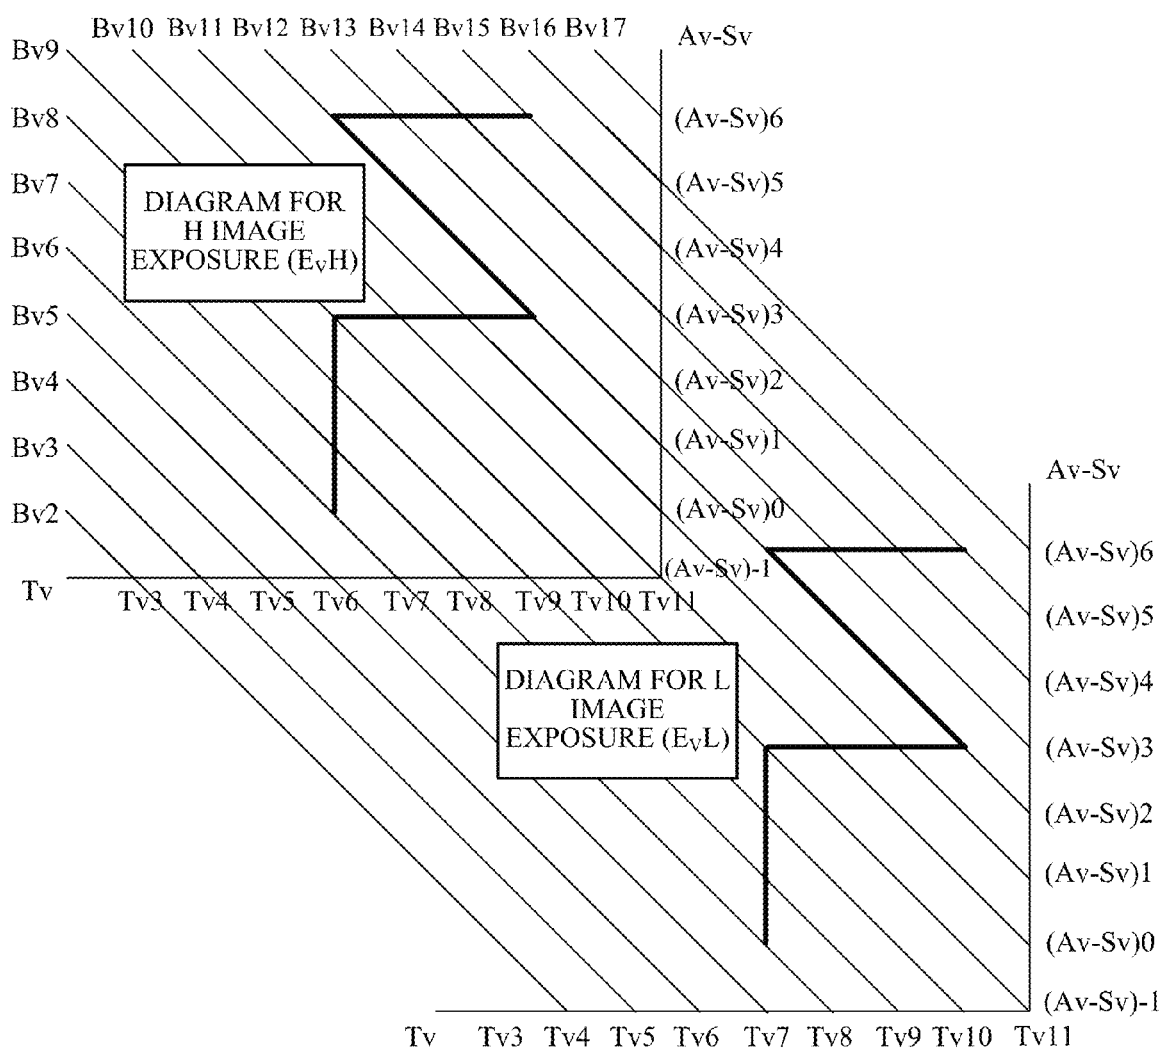 Bv10 Bv11 Bv12 Bv13 Bv14 Bv15 Bv16 Bv17
Av-Sv
Bv9
Bv8
Bv7
Bv6
Bv5
Bv4
Bv3
Bv2
DIAGRAM FOR
H IMAGE
EXPOSURE (EVH)
(Av-Sv)6
(Av-Sv)5
(Av-Sv)4
(Av-Sv)3
(Av-Sv)2
(Av-Sv)1
(Av-Sv)0
(Av-Sv)-1
Tv Tv3 Tv4 Tv5 Tv6 Tv7 Tv8 Tv9 Tv10 Tv11
Av-Sv
DIAGRAM FOR L
IMAGE
EXPOSURE (EVL)
(Av-Sv)6
(Av-Sv)5
(Av-Sv)4
(Av-Sv)3
(Av-Sv)2
(Av-Sv)1
(Av-Sv)0
(Av-Sv)-1
Tv Tv3 Tv4 Tv5 Tv6 Tv7 Tv8 Tv9 Tv10 Tv11